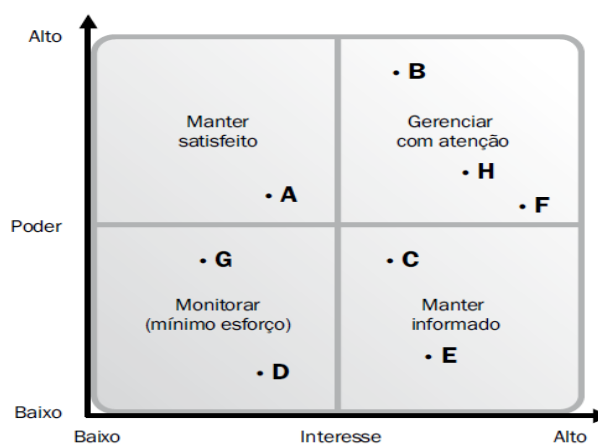 Alto
• B
Manter
satisfeito
Gerenciar
com atenção
• H
• A
• F
Poder
• G
• C
Monitorar
(mínimo esforço)
Manter
informado
• E
• D
Baixo
Baixo
Interesse
Alto